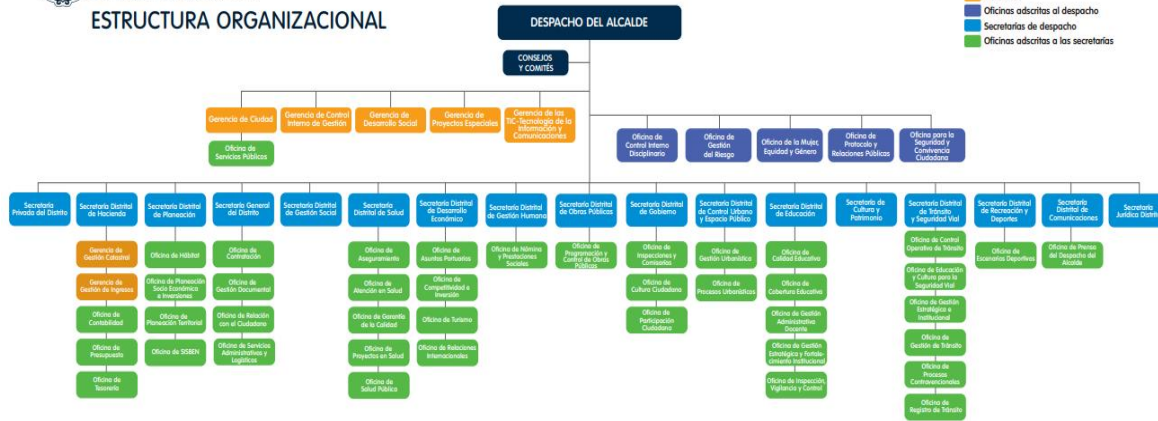 ESTRUCTURA ORGANIZACIONAL
DESPACHO DEL ALCALDE
Oficinas adscritas al despacho
Secretarías de despacho
Oficinas adscritas a las secretarías
CONSEJOS
Y COMITÉS
Gerencia de Ciudad
Gerencia de Control
Interno de Gestión
Gerencia de
Desarrollo Social
Gerencia de
Proyectos Especiales
Gerencia de las
TIC-Tecnología de la
Información y
Comunicaciones
Oficina de
Servicios Públicos
Oficina de
Control Interno
Disciplinario
Oficina de
Gestión
del Riesgo
Oficina de la Mujer,
Equidad y Género
Oficina de
Protocolo y
Relaciones Públicas
Oficina para la
Seguridad y
Convivencia
Ciudadana
Secretaría
Privada del Distrito
Secretaría Distrital
de Hacienda
Secretaría Distrital
de Planeación
Secretaría General
del Distrito
Secretaría Distrital
de Gestión Social
Secretaría
Distrital de Salud
Secretaría Distrital
de Desarrollo
Económico
Secretaría Distrital
de Gestión Humana
Secretaría Distrital
de Obras Públicas
Secretaría Distrital
de Gobierno
Secretaría Distrital
de Control Urbano
y Espacio Público
Secretaría Distrital
de Educación
Secretaría de
Cultura y
Patrimonio
Secretaría Distrital
de Tránsito
y Seguridad Vial
Secretaría Distrital
de Recreación y
Deportes
Secretaría
Distrital de
Comunicaciones
Secretaría
Jurídica Distrital
Gerencia de
Gestión Catastral
Gerencia de
Gestión de Ingresos
Oficina de
Contabilidad
Oficina de
Presupuesto
Oficina de
Tesorería
Oficina de Hábitat
Oficina de Planeación
Socio Económico
e Inversiones
Oficina de
Planeación Territorial
Oficina de SISBEN
Oficina de
Contratación
Oficina de
Gestión Documental
Oficina de Relación
con el Ciudadano
Oficina de Servicios
Administrativos y
Logísticos
Oficina de
Aseguramiento
Oficina de
Atención en Salud
Oficina de Garantía
de la Calidad
Oficina de
Proyectos en Salud
Oficina de
Salud Pública
Oficina de
Asuntos Portuarios
Oficina de
Competitividad e
Inversión
Oficina de Turismo
Oficina de Relaciones
Internacionales
Oficina de Nómina
y Prestaciones
Sociales
Oficina de
Programación y
Control de Obras
Públicas
Oficina de
Inspecciones y
Comisarías
Oficina de
Cultura Ciudadana
Oficina de
Participación
Ciudadana
Oficina de
Gestión Urbanística
Oficina de
Procesos Urbanísticos
Oficina de
Calidad Educativa
Oficina de
Cobertura Educativa
Oficina de Gestión
Administrativa
Docente
Oficina de Gestión
Estratégica y Fortale-
cimiento Institucional
Oficina de Inspección,
Vigilancia y Control
Oficina de Control
Operativo de Tránsito
Oficina de Educación
y Cultura para la
Seguridad Vial
Oficina de Gestión
Estratégica e
Institucional
Oficina de
Gestión de Tránsito
Oficina de
Procesos
Contravencionales
Oficina de
Registro de Tránsito
Oficina de
Escenarios Deportivos
Oficina de Prensa
del Despacho del
Alcalde